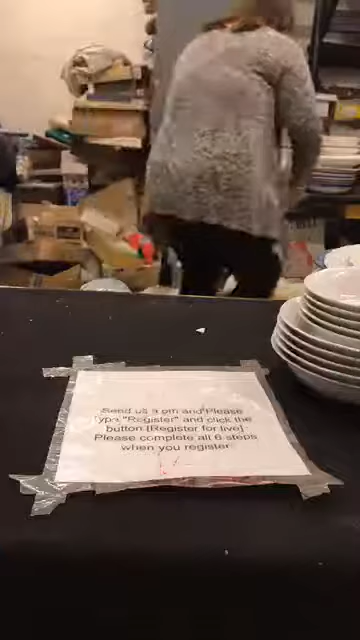 Send us a pm and Please
type "Register" and click the
button [Register for live]
Please complete all 6 steps
when you register